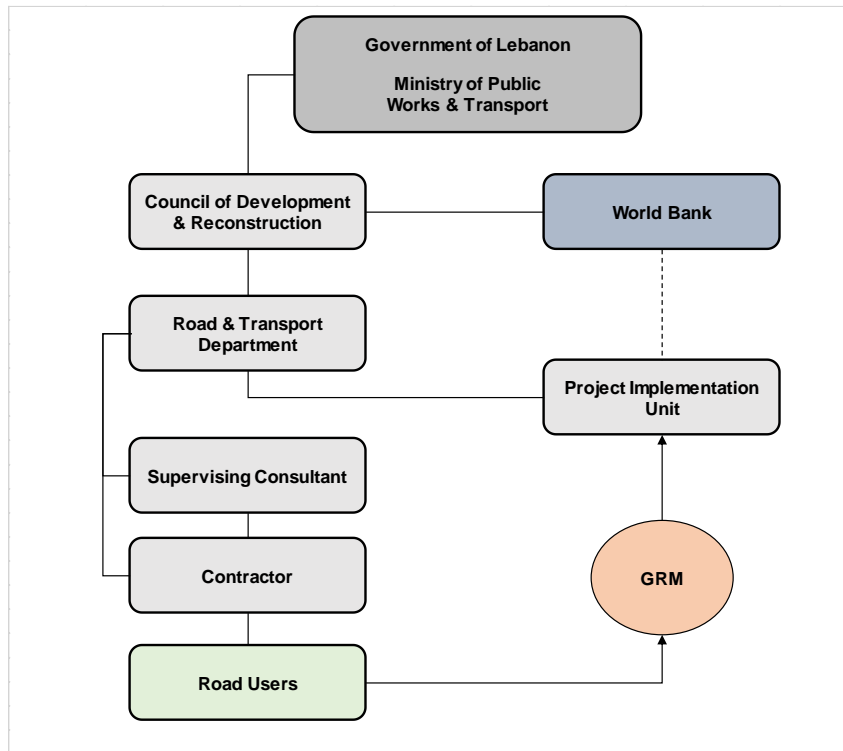 Government of Lebanon
Ministry of Public
Works & Transport
Council of Development
& Reconstruction
World Bank
Road & Transport
Department
Project Implementation
Unit
Supervising Consultant
Contractor
GRM
Road Users